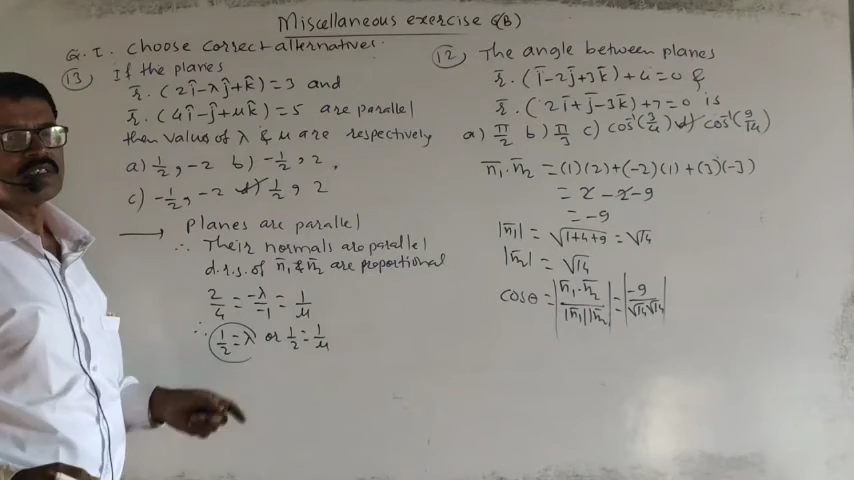 Miscellaneous exercise 6(B)
Q. I. Choose correct alternatives.
13) If the planes
r̄ . (2î-λĵ+k̂) = 3 and
r̄ . (4î-ĵ+μk̂) = 5 are parallel
then values of λ & μ are respectively
a) 1/2, -2 b) -1/2, 2.
c) -1/2, -2 d) 1/2, 2
→ Planes are parallel
∴ Their normals are parallel
d.r.s. of n̄₁ & n̄₂ are proportional
2/4 = -λ/-1 = 1/μ
∴ 1/2 = λ or 1/2 = 1/μ
12) The angle between planes
r̄ . (ī-2j̄+3k̄) + 4 = 0 &
r̄ . (2ī+j̄-3k̄) + 7 = 0 is
a) π/2 b) π/3 c) cos⁻¹(3/4) d) cos⁻¹(9/14)
n̄₁ . n̄₂ = (1)(2)+(-2)(1)+(3)(-3)
= 2 - 2 - 9
= -9
|n̄₁| = √1+4+9 = √14
|n̄₂| = √14
cosθ = |n̄₁.n̄₂/|n̄₁||n̄₂|| = |-9/√14√14|